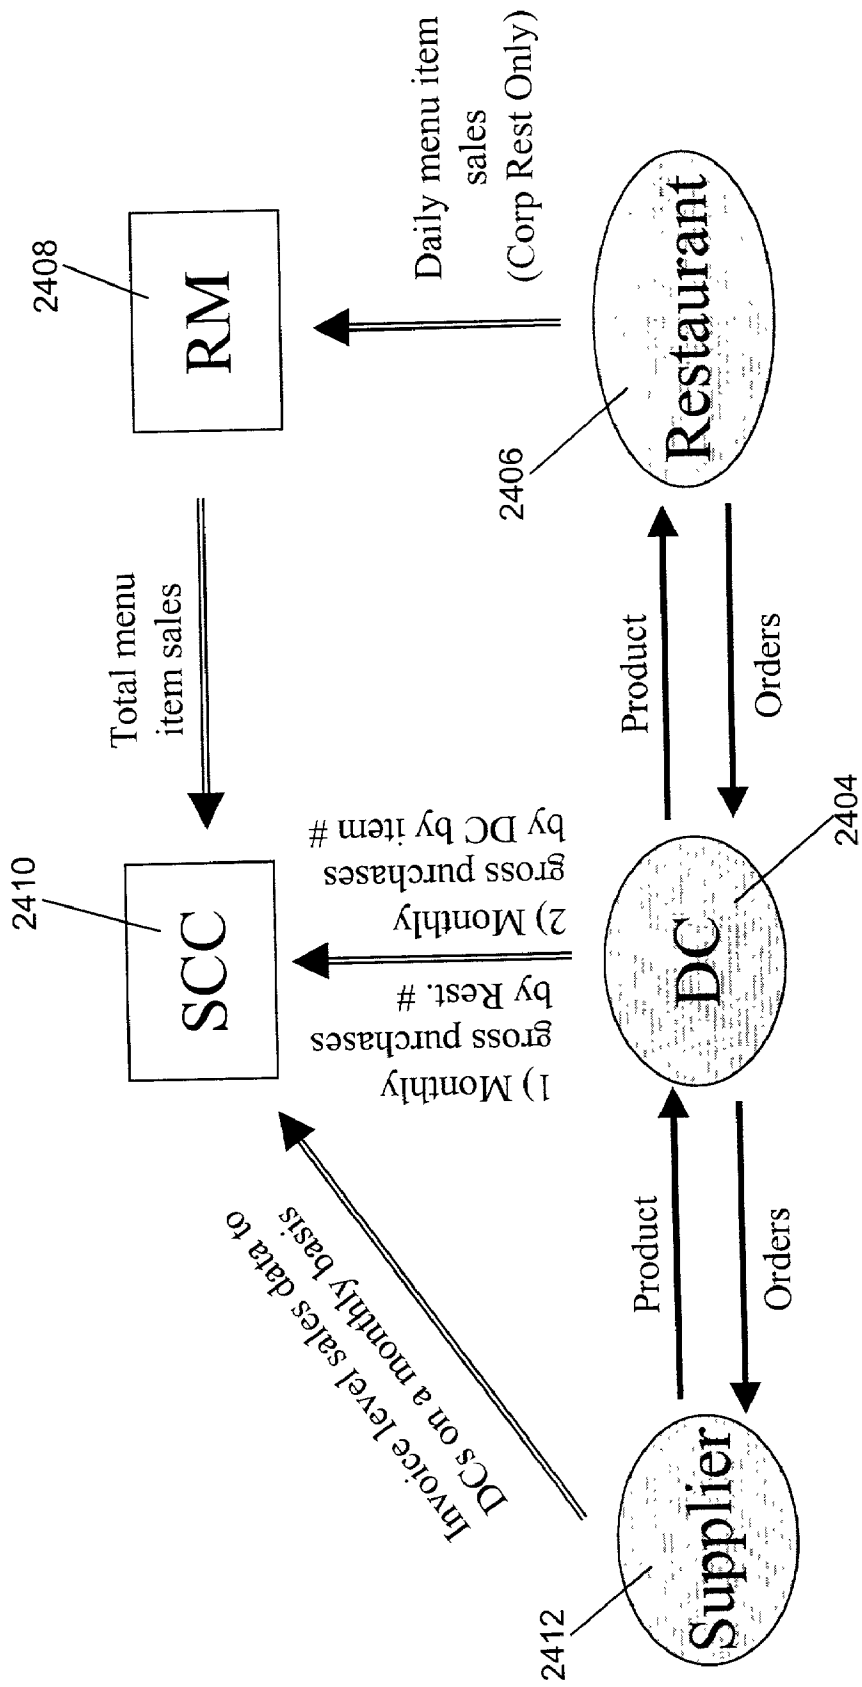 2410
SCC
Total menu
item sales
2408
RM
Invoice level sales data to
DCs on a monthly basis
1) Monthly
gross purchases
by Rest. #
2) Monthly
gross purchases
by DC by item #
Daily menu item
sales
(Corp Rest Only)
2412
Supplier
Product
Orders
DC
2404
Product
Orders
2406
Restaurant